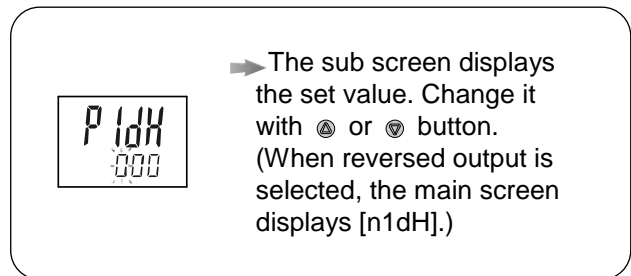 P1dH
000
The sub screen displays
the set value. Change it
with or button.
(When reversed output is
selected, the main screen
displays [n1dH].)